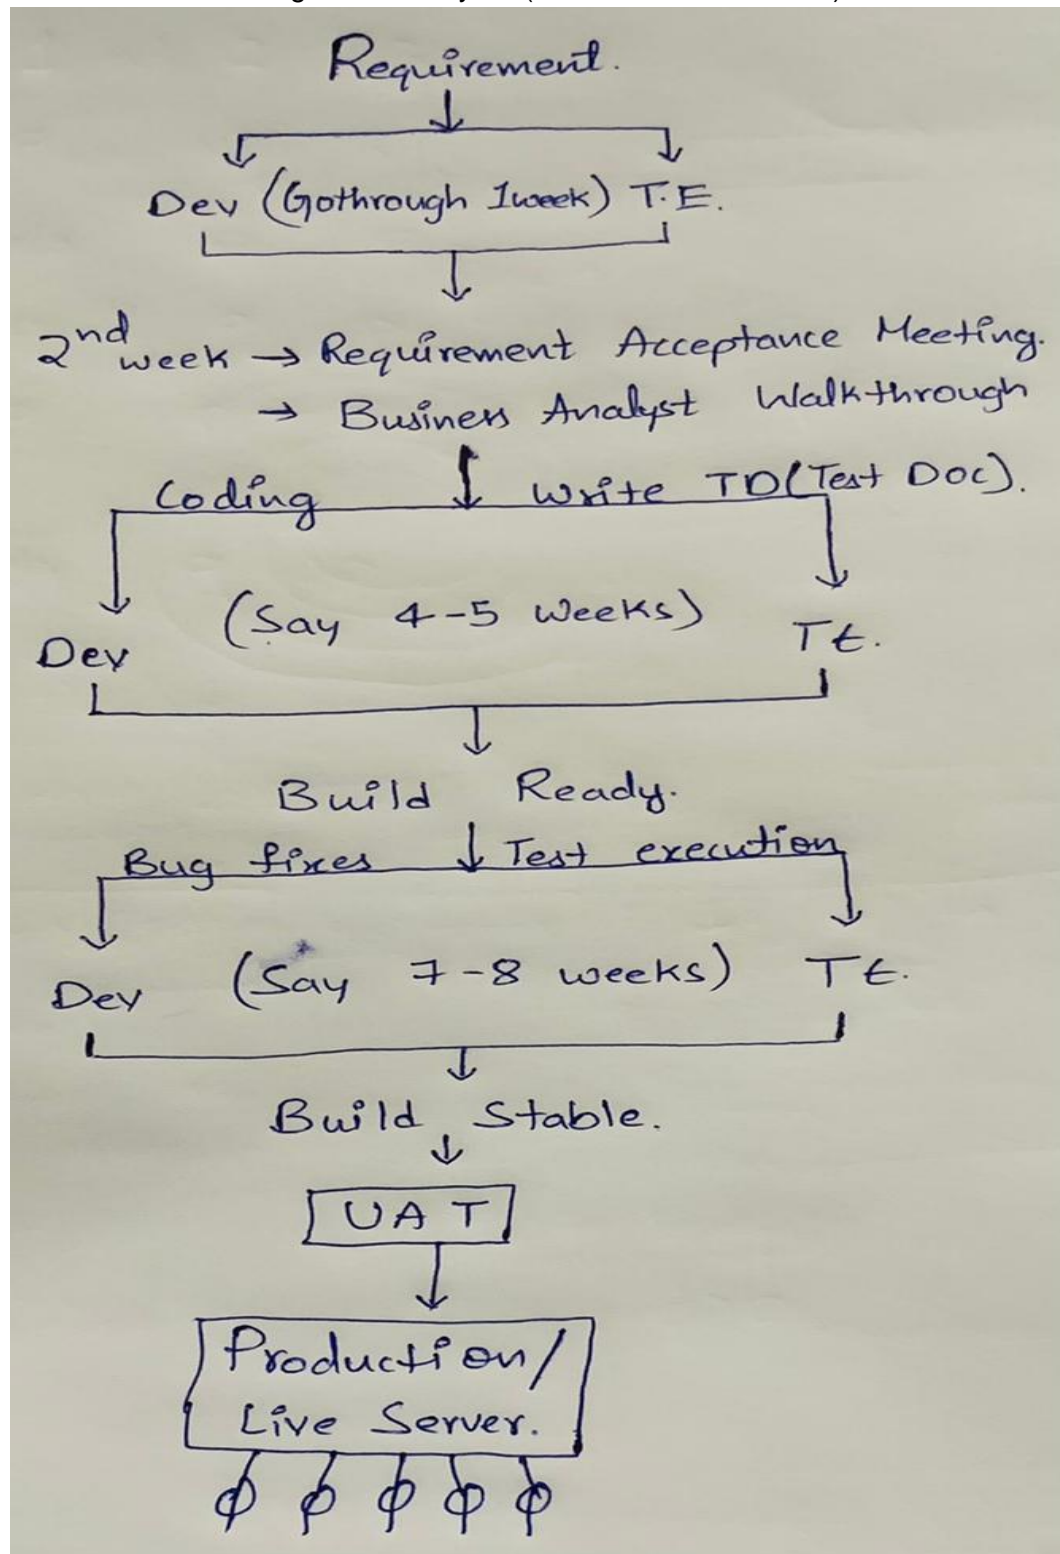 Requirement.
Dev (Gothrough 1week) T.E.
2nd week → Requirement Acceptance Meeting.
→ Business Analyst Walkthrough
Coding Write TD(Test Doc).
(Say 4-5 weeks)
Dev TE.
Build Ready.
Bug fixes Test execution
Dev (Say 7-8 weeks) TE.
Build Stable.
UAT
Production/
Live Server.